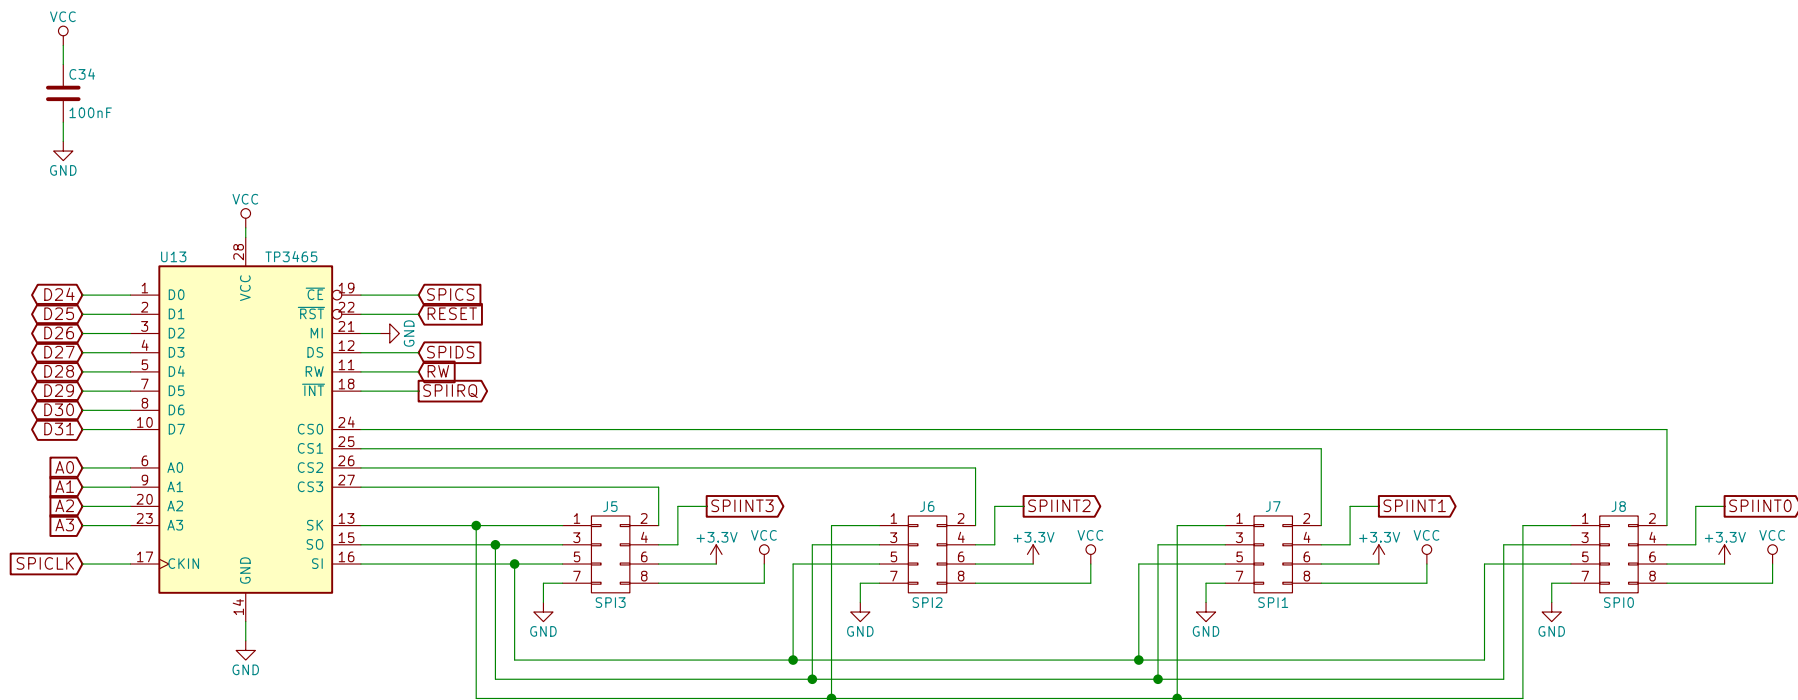 VCC
C34
100nF
GND
VCC
28
U13 TP3465
VCC
D24 1 D0 CE 19 SPICS
D25 2 D1 RST 22 RESET
D26 3 D2 MI 21 GND
D27 4 D3 DS 12 SPIDS
D28 5 D4 RW 11 RW
D29 7 D5 INT 18 SPIIRQ
D30 8 D6
D31 10 D7 CS0 24
CS1 25
A0 6 A0 CS2 26
A1 9 A1 CS3 27
A2 20 A2
A3 23 A3 SK 13
SO 15
SPICLK 17 CKIN SI 16
GND
14
GND
J5 SPIINT3
1 2
3 4 +3.3V VCC
5 6
7 8
SPI3
GND
J6 SPIINT2
1 2
3 4 +3.3V VCC
5 6
7 8
SPI2
GND
J7 SPIINT1
1 2
3 4 +3.3V VCC
5 6
7 8
SPI1
GND
J8 SPIINT0
1 2
3 4 +3.3V VCC
5 6
7 8
SPI0
GND